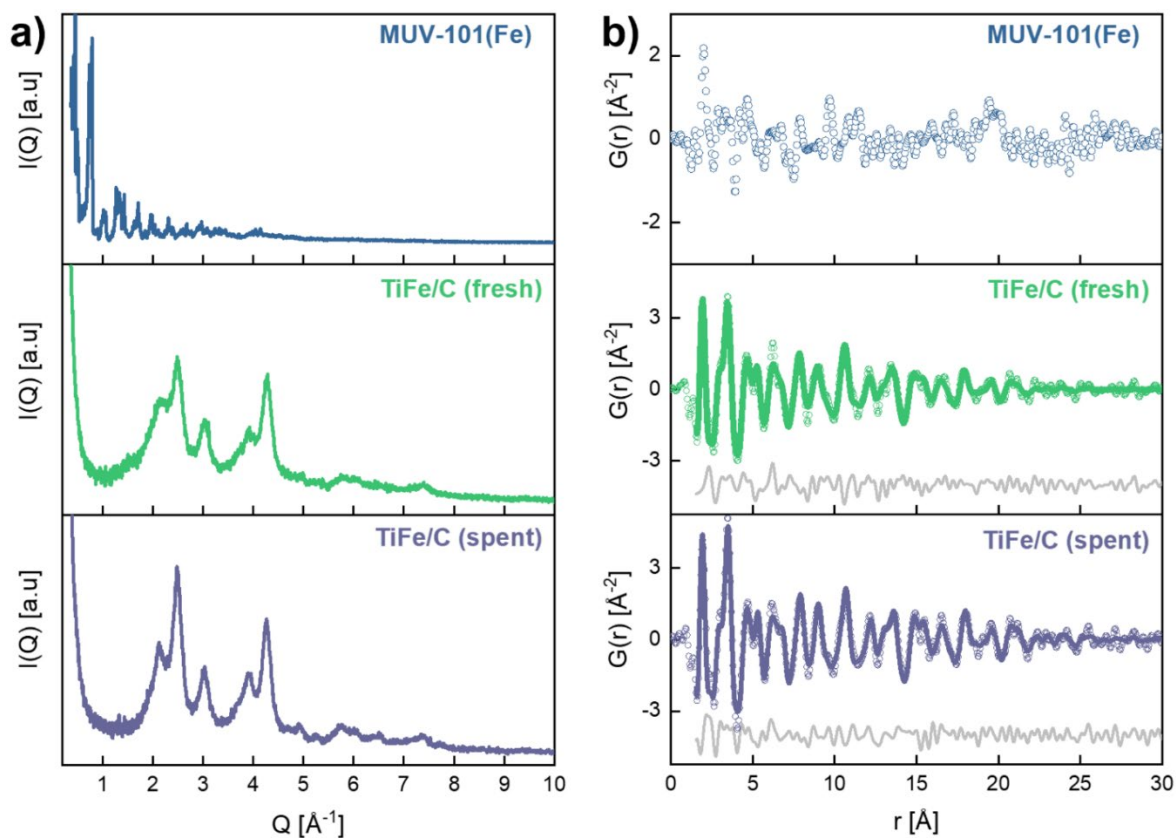 a)
MUV-101(Fe)
I(Q) [a.u]
TiFe/C (fresh)
I(Q) [a.u]
TiFe/C (spent)
I(Q) [a.u]
1 2 3 4 5 6 7 8 9 10
Q [Å⁻¹]
b)
MUV-101(Fe)
2
0
-2
G(r) [Å⁻²]
TiFe/C (fresh)
3
0
-3
G(r) [Å⁻²]
TiFe/C (spent)
3
0
-3
G(r) [Å⁻²]
0 5 10 15 20 25 30
r [Å]